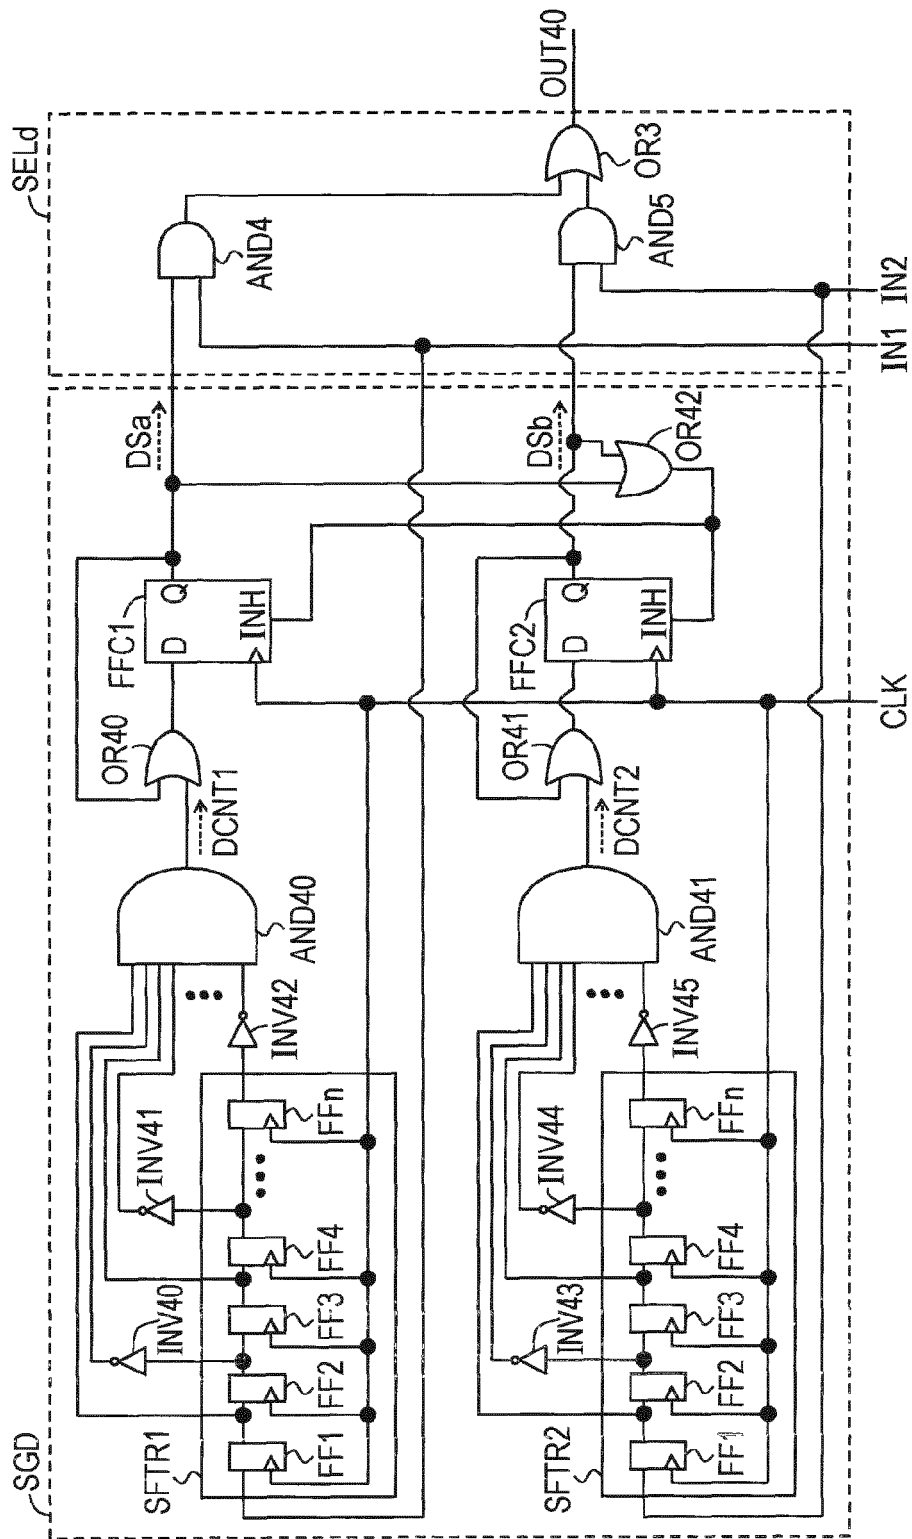 SGD
SELd
SFTR1
FF1
FF2
FF3
FF4
FFn
INV40
INV41
INV42
AND40
DCNT1
OR40
FFC1
D
Q
INH
DSa
AND4
SFTR2
FF1
FF2
FF3
FF4
FFn
INV43
INV44
INV45
AND41
DCNT2
OR41
FFC2
D
Q
INH
DSb
OR42
AND5
OR3
OUT40
CLK
IN1
IN2